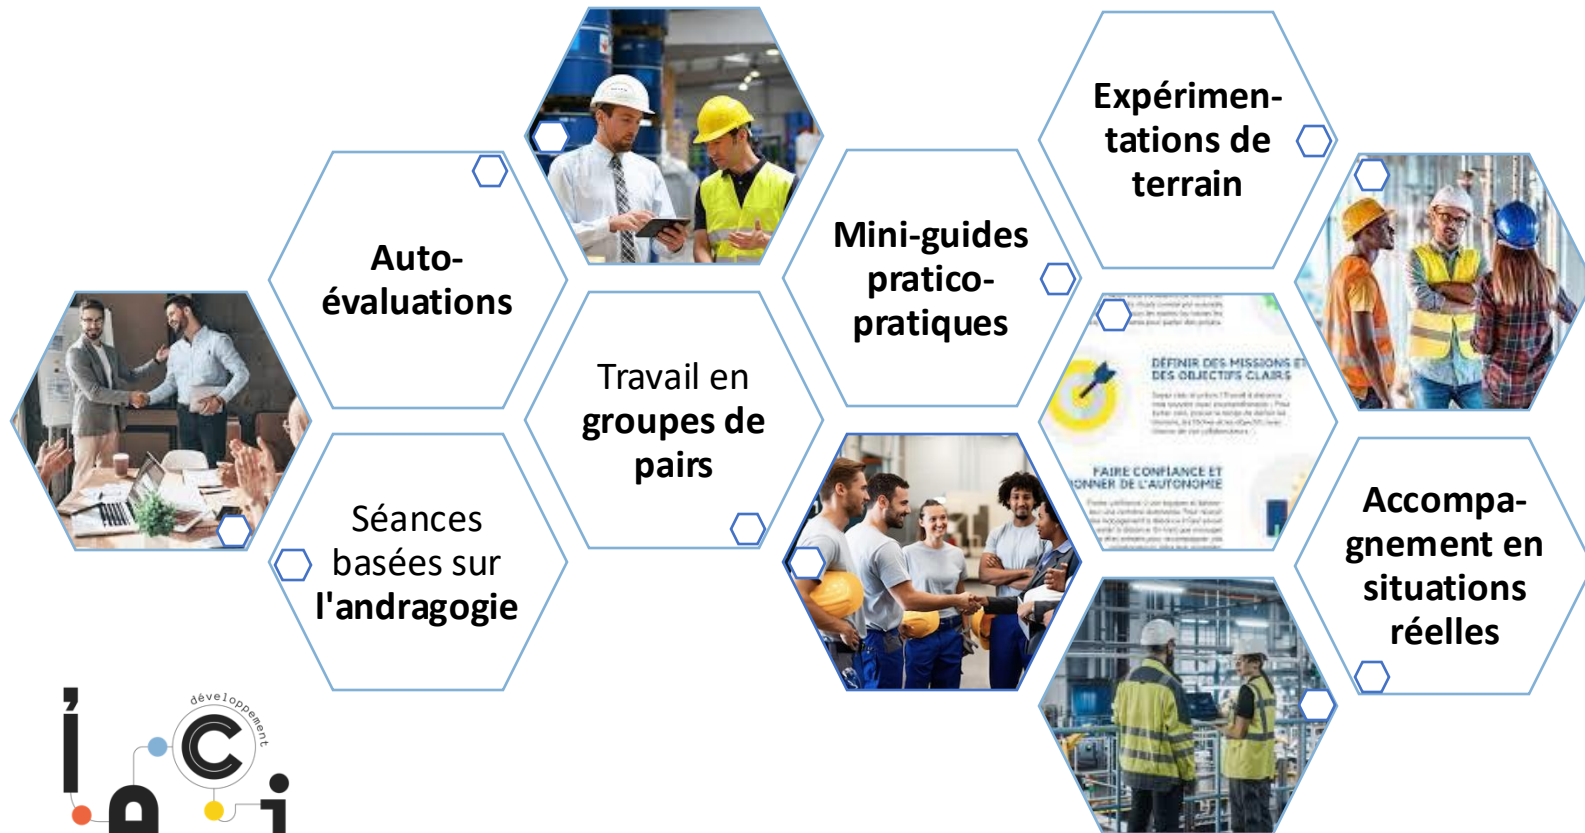 Auto-
évaluations
Séances
basées sur
l'andragogie
Travail en
groupes de
pairs
Mini-guides
pratico-
pratiques
Expérimen-
tations de
terrain
DÉFINIR DES MISSIONS ET
DES OBJECTIFS CLAIRS
FAIRE CONFIANCE ET
DONNER DE L'AUTONOMIE
Accompa-
gnement en
situations
réelles
développement